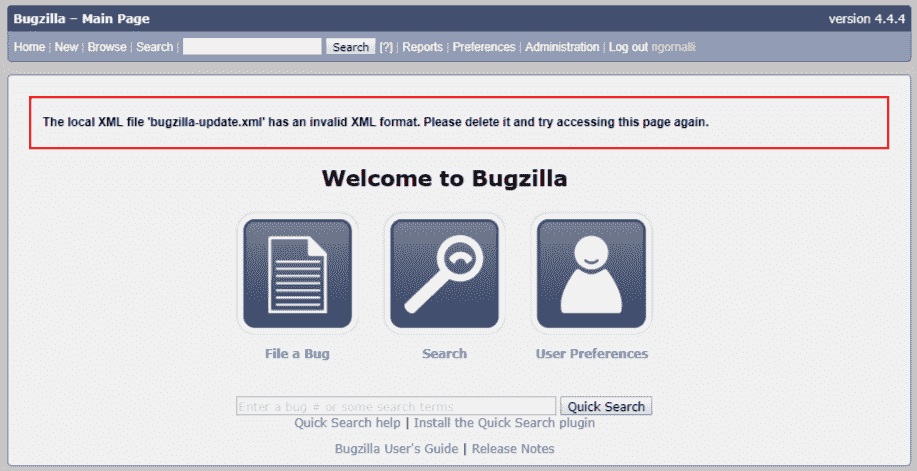 Bugzilla – Main Page version 4.4.4
Home | New | Browse | Search | Search [?] | Reports | Preferences | Administration | Log out ngornalli
The local XML file 'bugzilla-update.xml' has an invalid XML format. Please delete it and try accessing this page again.
Welcome to Bugzilla
File a Bug Search User Preferences
Enter a bug # or some search terms Quick Search
Quick Search help | Install the Quick Search plugin
Bugzilla User's Guide | Release Notes